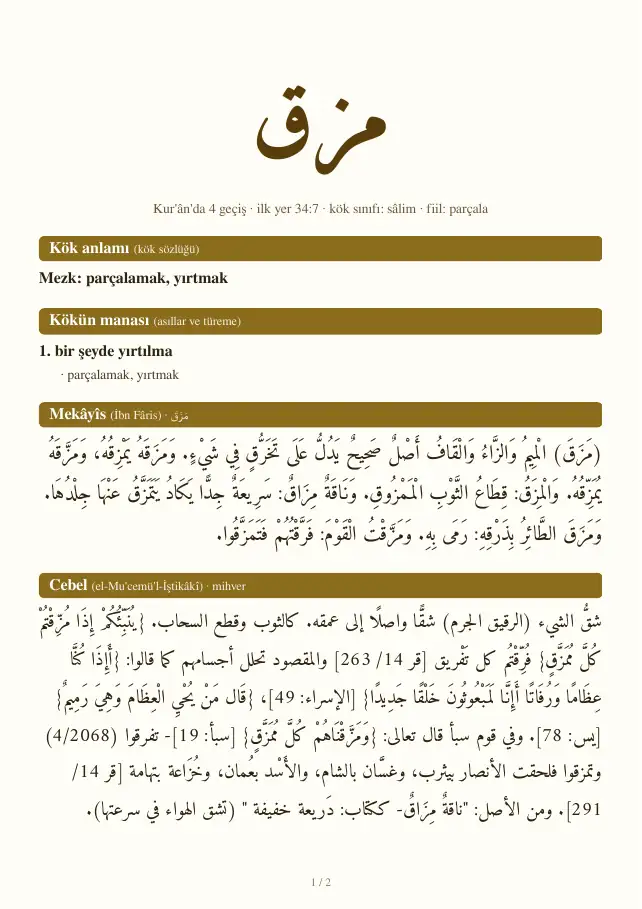 مزق
Kur'ân'da 4 geçiş · ilk yer 34:7 · kök sınıfı: sâlim · fiil: parçala
Kök anlamı (kök sözlüğü)
Mezk: parçalamak, yırtmak
Kökün manası (asıllar ve türeme)
1. bir şeyde yırtılma
· parçalamak, yırtmak
Mekâyîs (İbn Fâris) · مَزَقَ
(مَزَقَ) الْمِيمُ وَالزَّاءُ وَالْقَافُ أَصْلٌ صَحِيحٌ يَدُلُّ عَلَى تَخَرُّقٍ فِي شَيْءٍ. وَمَزَقَهُ يَمْزِقُهُ، وَمَزَّقَهُ
يُمَزِّقُهُ. وَالْمِزَقُ: قِطَاعُ الثَّوْبِ الْمَمْزُوقِ. وَنَاقَةٌ مِزَاقٌ: سَرِيعَةٌ جِدًّا يَكَادُ يَتَمَزَّقُ عَنْهَا جِلْدُهَا.
وَمَزَقَ الطَّائِرُ بِذَرْقِهِ: رَمَى بِهِ. وَمَزَّقْتُ الْقَوْمَ: فَرَّقْتُهُمْ فَتَمَزَّقُوا.
Cebel (el-Mu'cemü'l-İştikâkî) · mihver
شقُّ الشيء (الرقيق الجرم) شقًّا واصلًا إلى عمقه. كالثوب وقطع السحاب. {يُنَبِّئُكُمْ إِذَا مُزِّقْتُمْ
كُلَّ مُمَزَّقٍ} فُرِّقْتُم كل تَفْريق [قر 14/ 263] والمقصود تحلل أجسامهم كما قالوا: {أَإِذَا كُنَّا
عِظَامًا وَرُفَاتًا أَإِنَّا لَمَبْعُوثُونَ خَلْقًا جَدِيدًا} [الإسراء: 49]، {قال مَنْ يُحْيِ الْعِظَامَ وَهِيَ رَمِيمٌ}
[يس: 78]. وفي قوم سبأ قال تعالى: {وَمَزَّقْنَاهُمْ كُلَّ مُمَزَّقٍ} [سبأ: 19]- تفرقوا (4/2068)
وتمزقوا فلحقت الأنصار بيثرب، وغسَّان بالشام، والأَسْد بعُمان، وخُزَاعة بتهامة [قر 14/
291]. ومن الأصل: "ناقةٌ مِزَاقٌ- ككتاب: دَريعة خفيفة " (تشق الهواء في سرعتها).
1 / 2